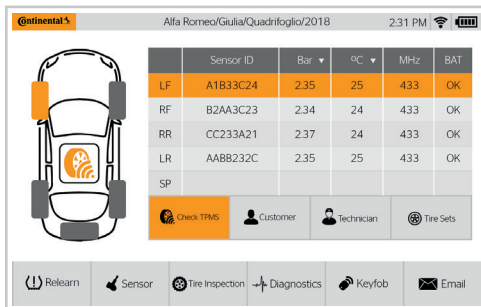 Continental Alfa Romeo/Giulia/Quadrifoglio/2018 2:31 PM
Sensor ID Bar ▼ ºC ▼ MHz BAT
LF A1B33C24 2.35 25 433 OK
RF B2AA3C23 2.34 24 433 OK
RR CC233A21 2.37 24 433 OK
LR AABB232C 2.35 25 433 OK
SP
Check TPMS Customer Technician Tire Sets
Relearn Sensor Tire Inspection Diagnostics Keyfob Email